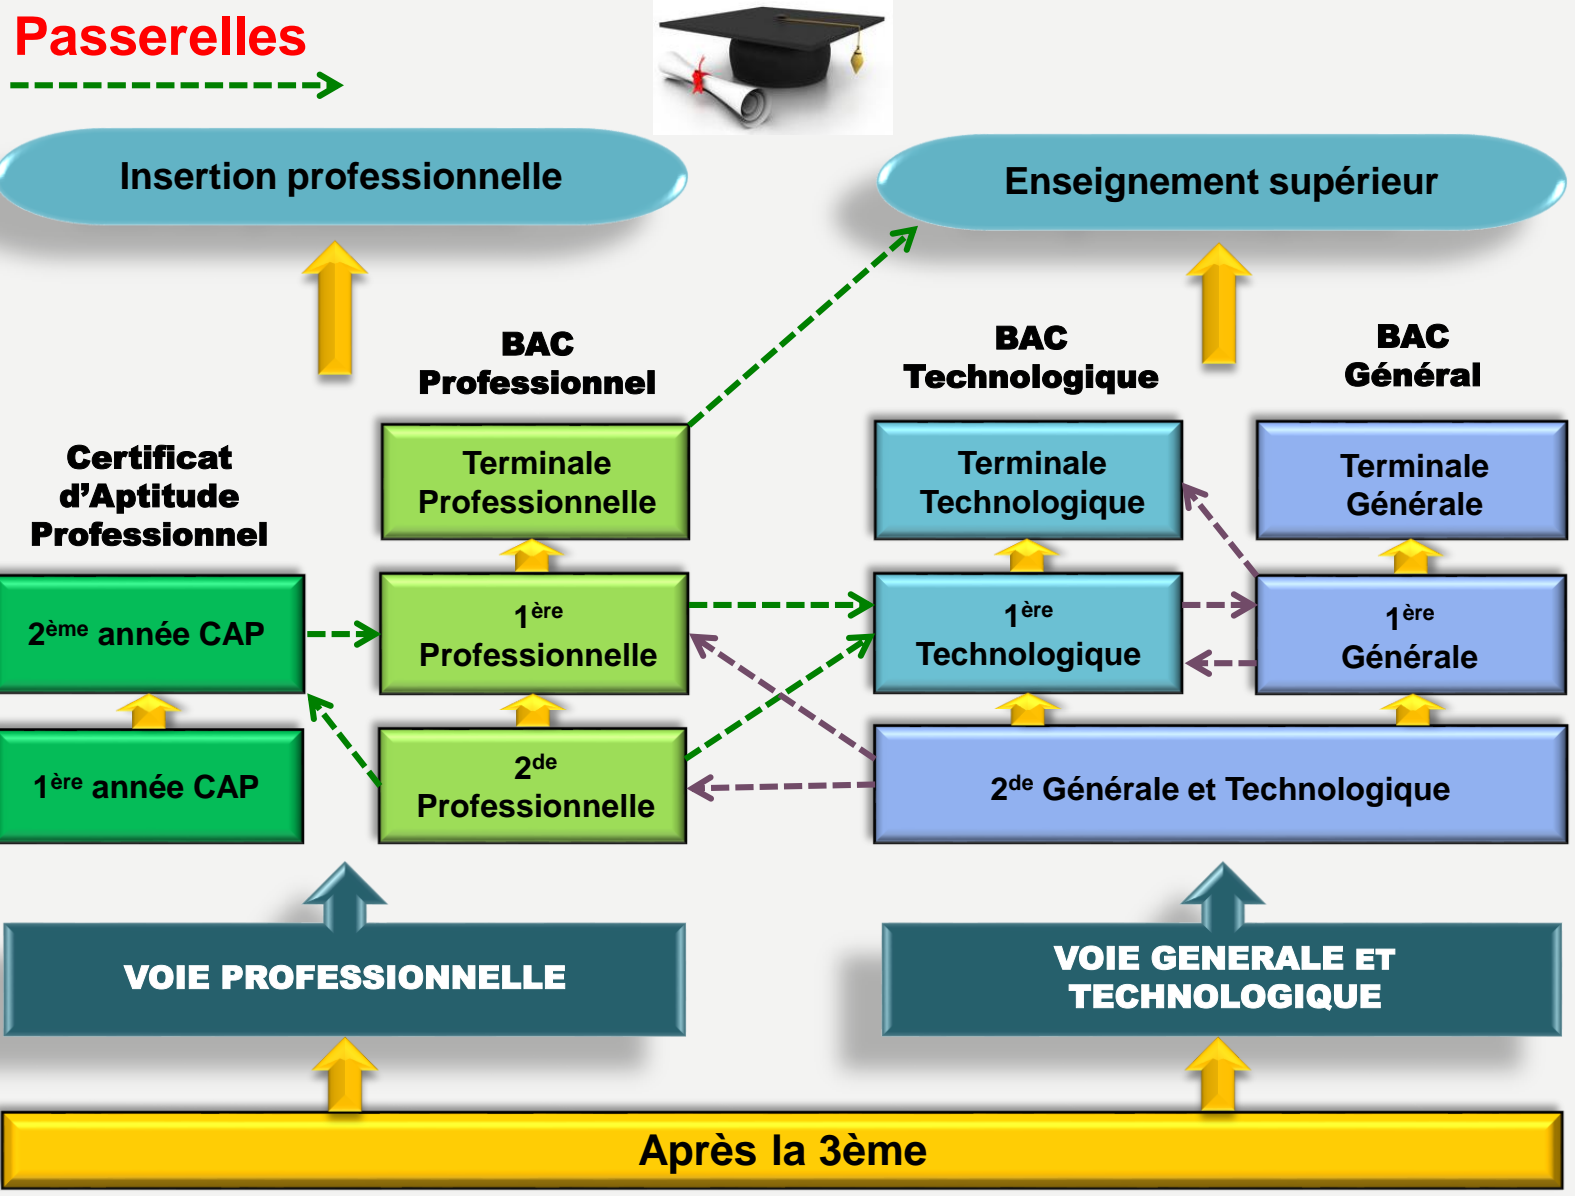 Passerelles
Insertion professionnelle
Enseignement supérieur
BAC
Professionnel
BAC
Technologique
BAC
Général
Certificat
d’Aptitude
Professionnel
Terminale
Professionnelle
Terminale
Technologique
Terminale
Générale
2ème année CAP
1ère
Professionnelle
1ère
Technologique
1ère
Générale
1ère année CAP
2de
Professionnelle
2de Générale et Technologique
VOIE PROFESSIONNELLE
VOIE GENERALE ET
TECHNOLOGIQUE
Après la 3ème